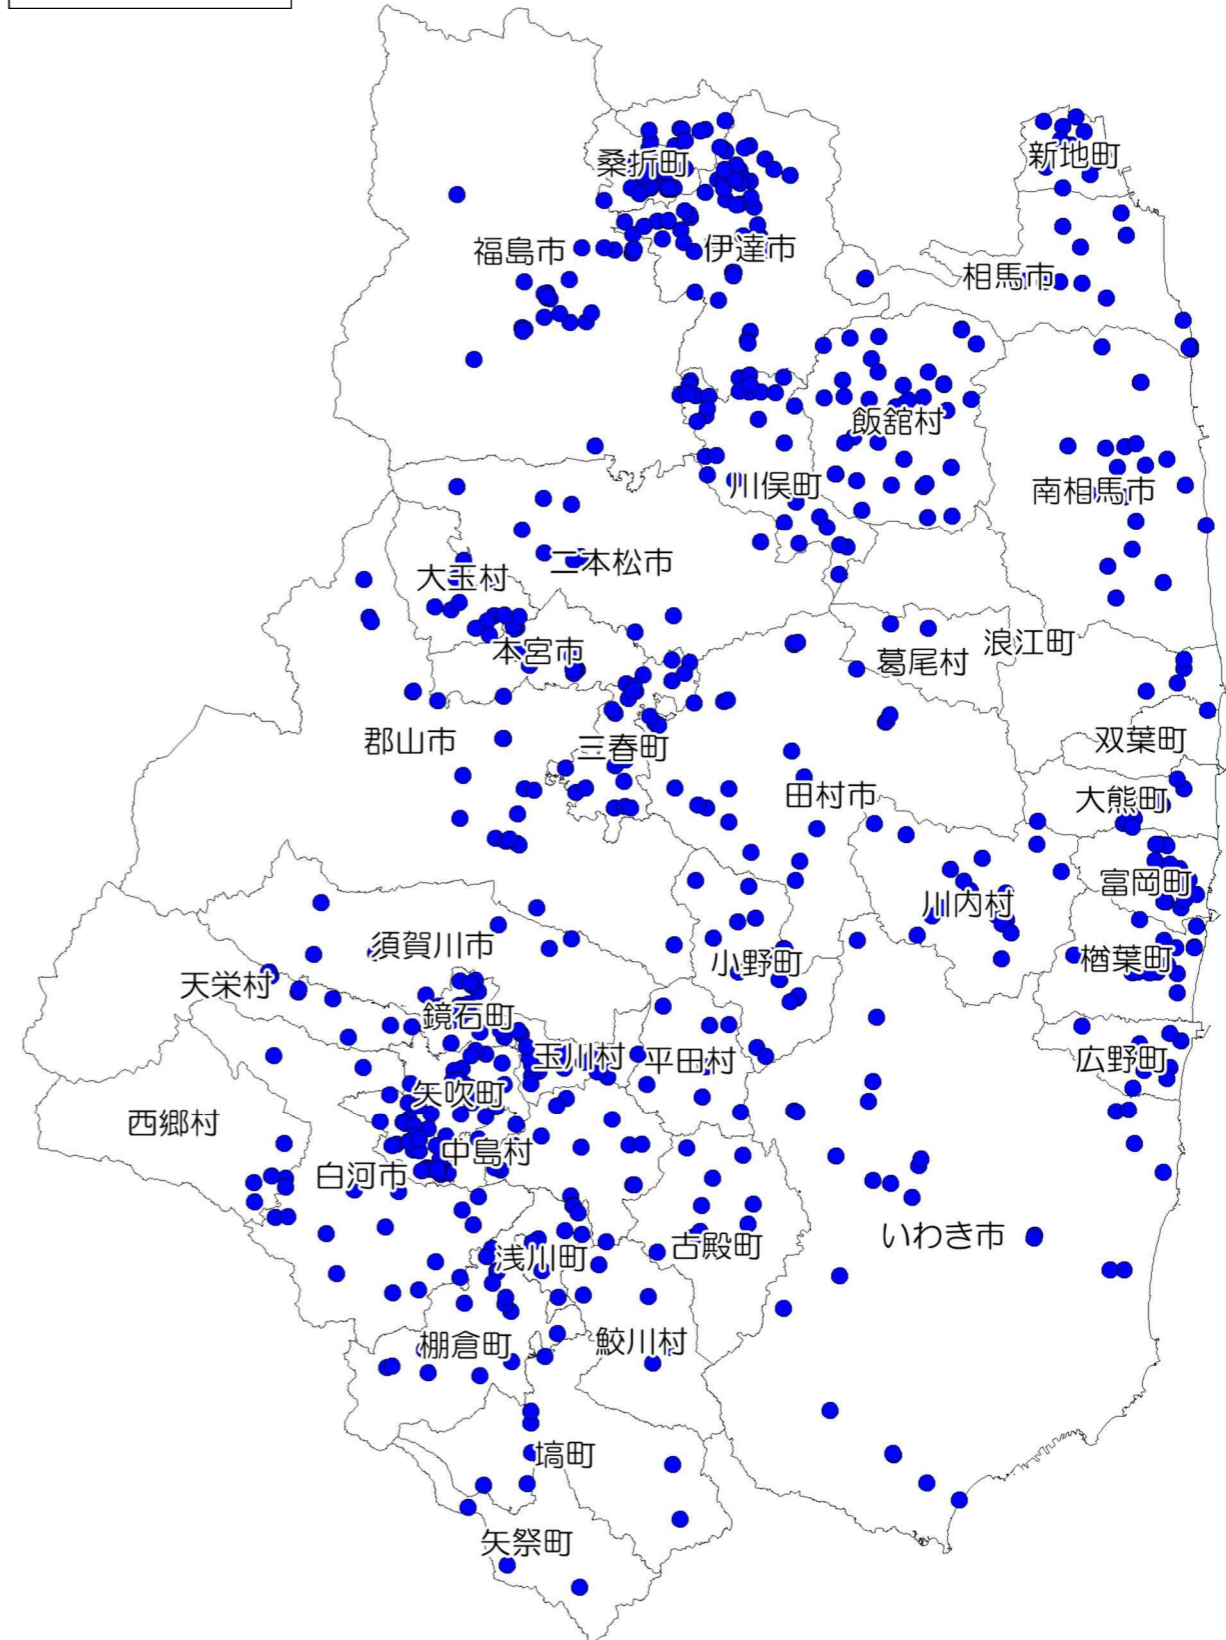 新地町
桑折町
福島市
伊達市
相馬市
飯舘村
川俣町
南相馬市
二本松市
大玉村
浪江町
本宮市
葛尾村
郡山市
三春町
双葉町
田村市
大熊町
富岡町
川内村
須賀川市
小野町
楢葉町
天栄村
鏡石町
玉川村
平田村
広野町
矢吹町
西郷村
中島村
白河市
いわき市
古殿町
浅川町
鮫川村
棚倉町
塙町
矢祭町